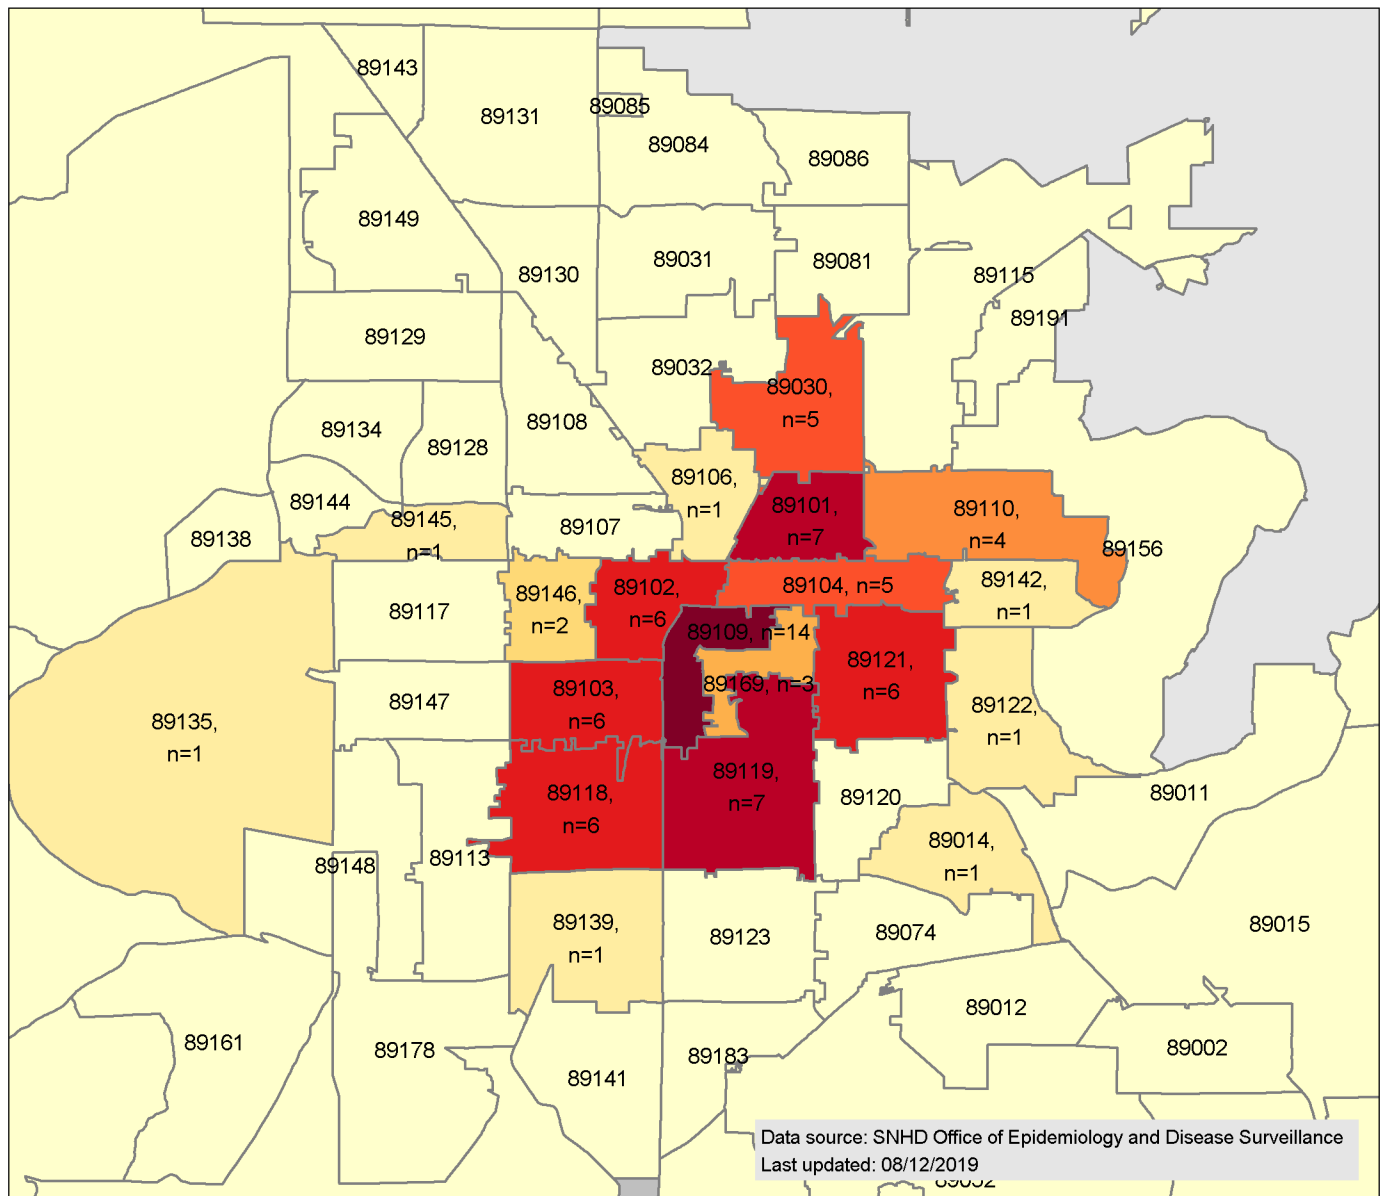 89143
89085
89131
89084
89086
89149
89031
89081
89130
89115
89191
89129
89032
89030,
n=5
89108
89134
89128
89106,
n=1
89144
89101,
n=7
89110,
n=4
89145,
n=1
89107
89138
89156
89142,
n=1
89104, n=5
89102,
n=6
89146,
n=2
89117
89109, n=14
89121,
n=6
89169, n=3
89103,
n=6
89147
89135,
n=1
89122,
n=1
89119,
n=7
89118,
n=6
89120
89011
89014,
n=1
89148
89113
89139,
n=1
89123
89074
89015
89012
89161
89178
89183
89002
89141
Data source: SNHD Office of Epidemiology and Disease Surveillance
Last updated: 08/12/2019